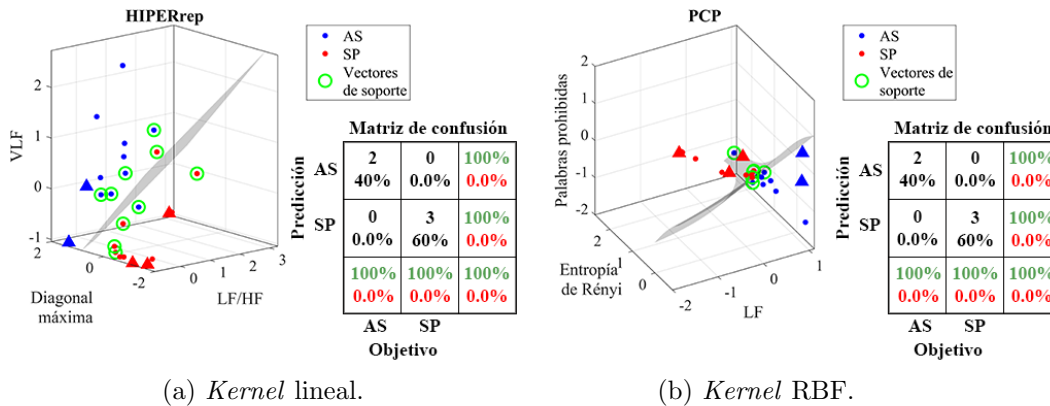 HIPERrep
AS
SP
Vectores
de soporte
VLF
2
1
0
-1
2
0
-2
Diagonal
máxima
-1
0
1
2
3
LF/HF
Matriz de confusión
Predicción
AS
2
40%
0
0.0%
100%
0.0%
SP
0
0.0%
3
60%
100%
0.0%
100%
0.0%
100%
0.0%
100%
0.0%
AS SP
Objetivo
(a) Kernel lineal.
PCP
AS
SP
Vectores de
soporte
Palabras prohibidas
2
1
0
-1
-2
2
1
0
Entropía
de Rényi
-2
-1
0
1
LF
Matriz de confusión
Predicción
AS
2
40%
0
0.0%
100%
0.0%
SP
0
0.0%
3
60%
100%
0.0%
100%
0.0%
100%
0.0%
100%
0.0%
AS SP
Objetivo
(b) Kernel RBF.